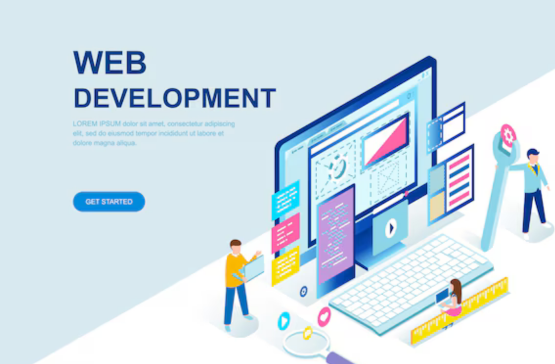 WEB
DEVELOPMENT
LOREM IPSUM dolor sit amet, consectetur adipiscing
elit, sed do eiusmod tempor incididunt ut labore et
dolore magna aliqua.
GET STARTED